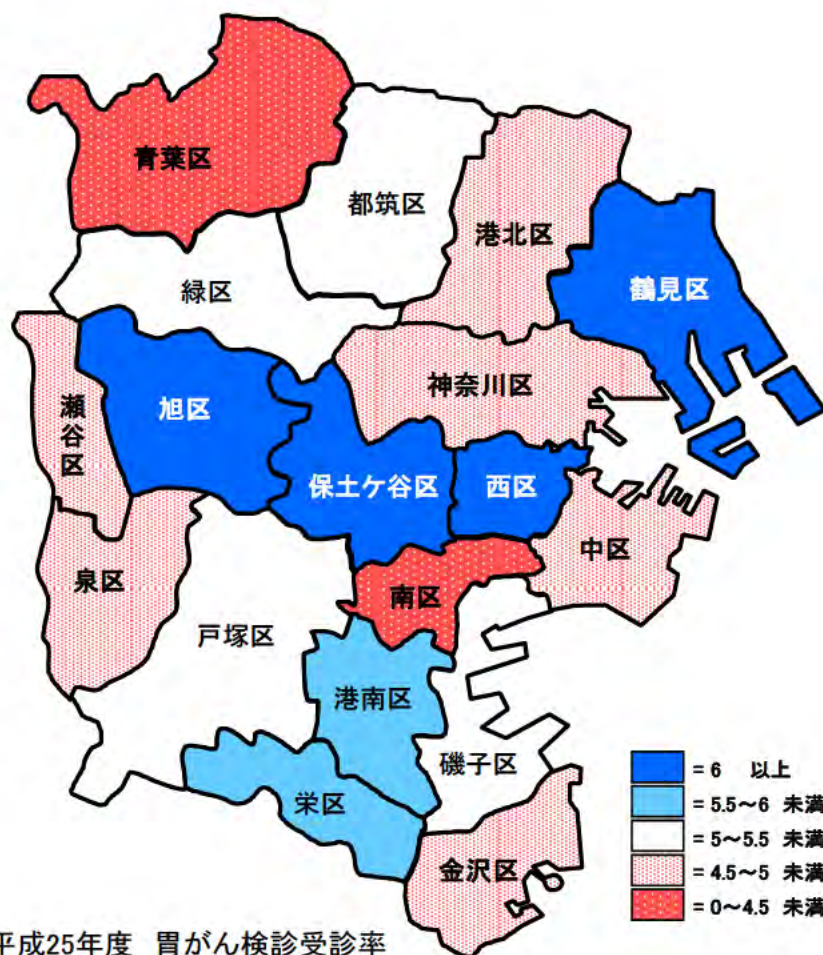 青葉区
都筑区
港北区
鶴見区
緑区
神奈川区
瀬谷区
旭区
保土ケ谷区
西区
中区
泉区
南区
戸塚区
港南区
磯子区
栄区
金沢区
= 6 以上
= 5.5～6 未満
= 5～5.5 未満
= 4.5～5 未満
= 0～4.5 未満
平成25年度 胃がん検診受診率